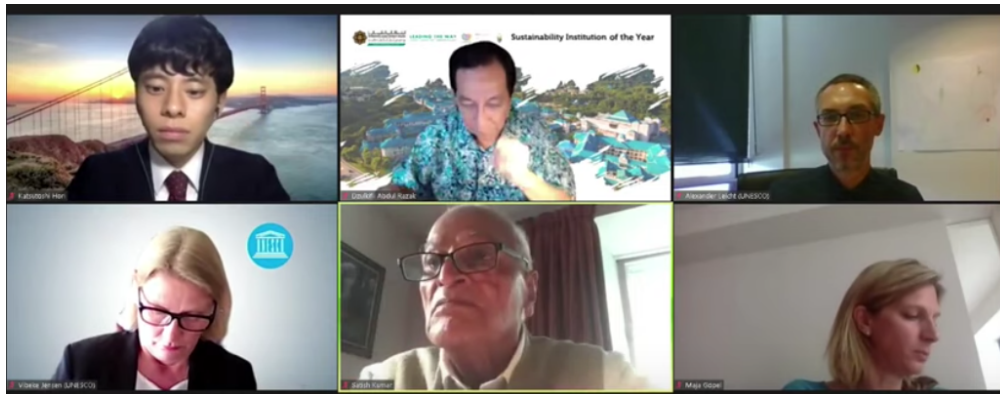 LEADING THE WAY
Sustainability Institution of the Year
Katsutoshi Hori
Dzulkifli Abdul Razak
Alexander Leicht (UNESCO)
Vibeke Jensen (UNESCO)
Satish Kumar
Maja Göpel